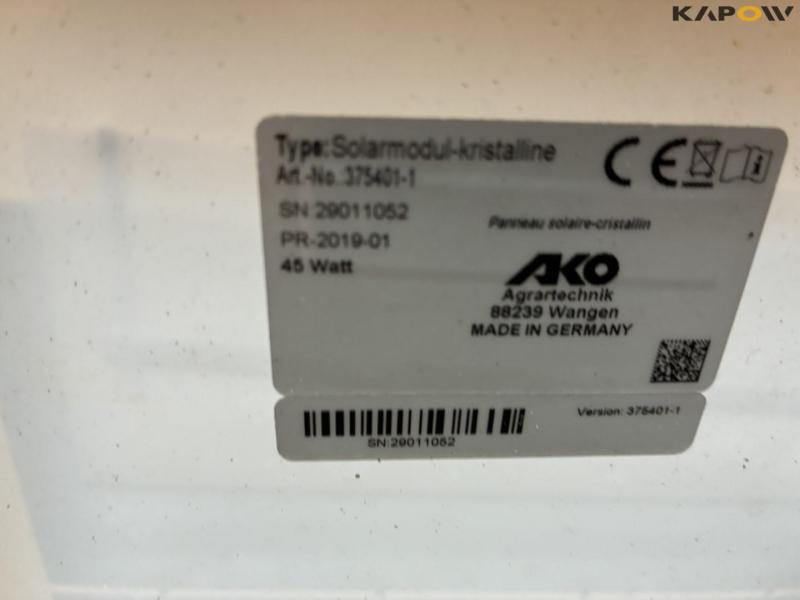 KAPOW
Type:Solarmodul-kristalline
Art.-No.:375401-1
SN:29011052
PR-2019-01
45 Watt
CE
Panneau solaire-cristallin
AKO
Agrartechnik
88239 Wangen
MADE IN GERMANY
SN:29011052
Version: 375401-1